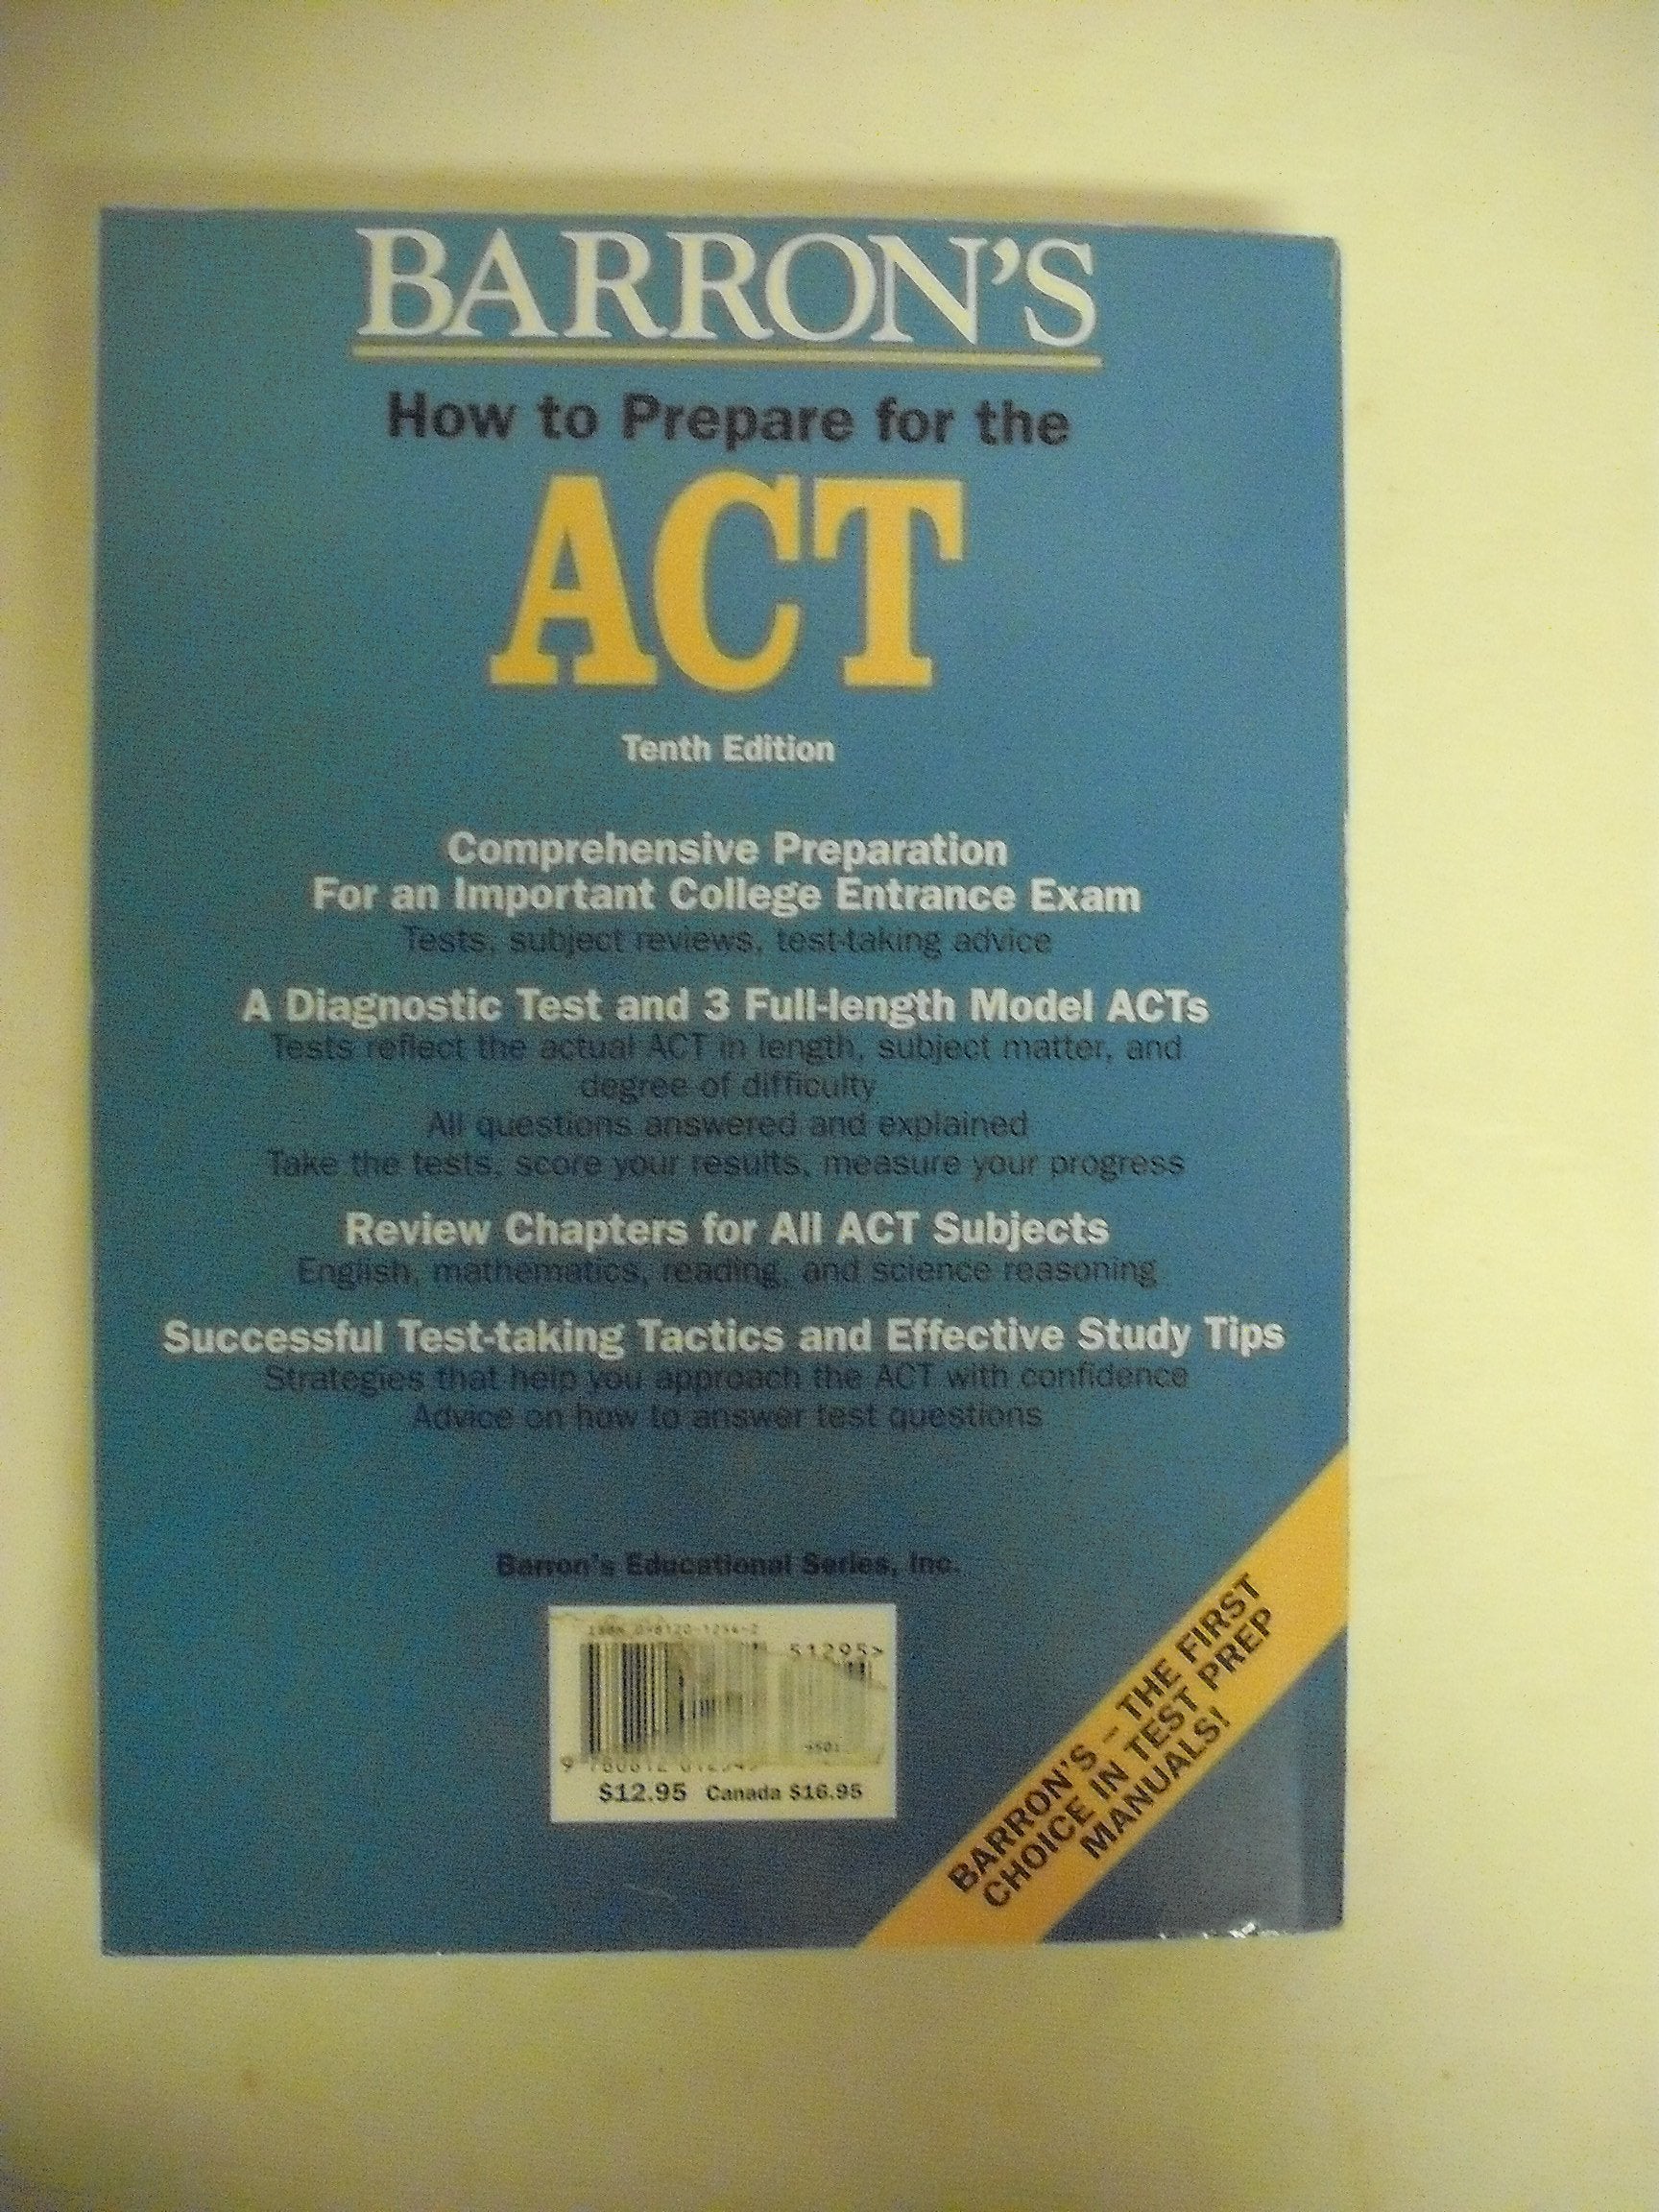 BARRON'S
How to Prepare for the
ACT
Tenth Edition
Comprehensive Preparation
For an Important College Entrance Exam
Tests, subject reviews, test-taking advice
A Diagnostic Test and 3 Full-length Model ACTs
Tests reflect the actual ACT in length, subject matter, and
degree of difficulty
All questions answered and explained
Take the tests, score your results, measure your progress
Review Chapters for All ACT Subjects
English, mathematics, reading, and science reasoning
Successful Test-taking Tactics and Effective Study Tips
Strategies that help you approach the ACT with confidence
Advice on how to answer test questions
Barron's Educational Series, Inc.
51295>
$12.95 Canada $16.95
BARRON'S – THE FIRST
CHOICE IN TEST PREP
MANUALS!